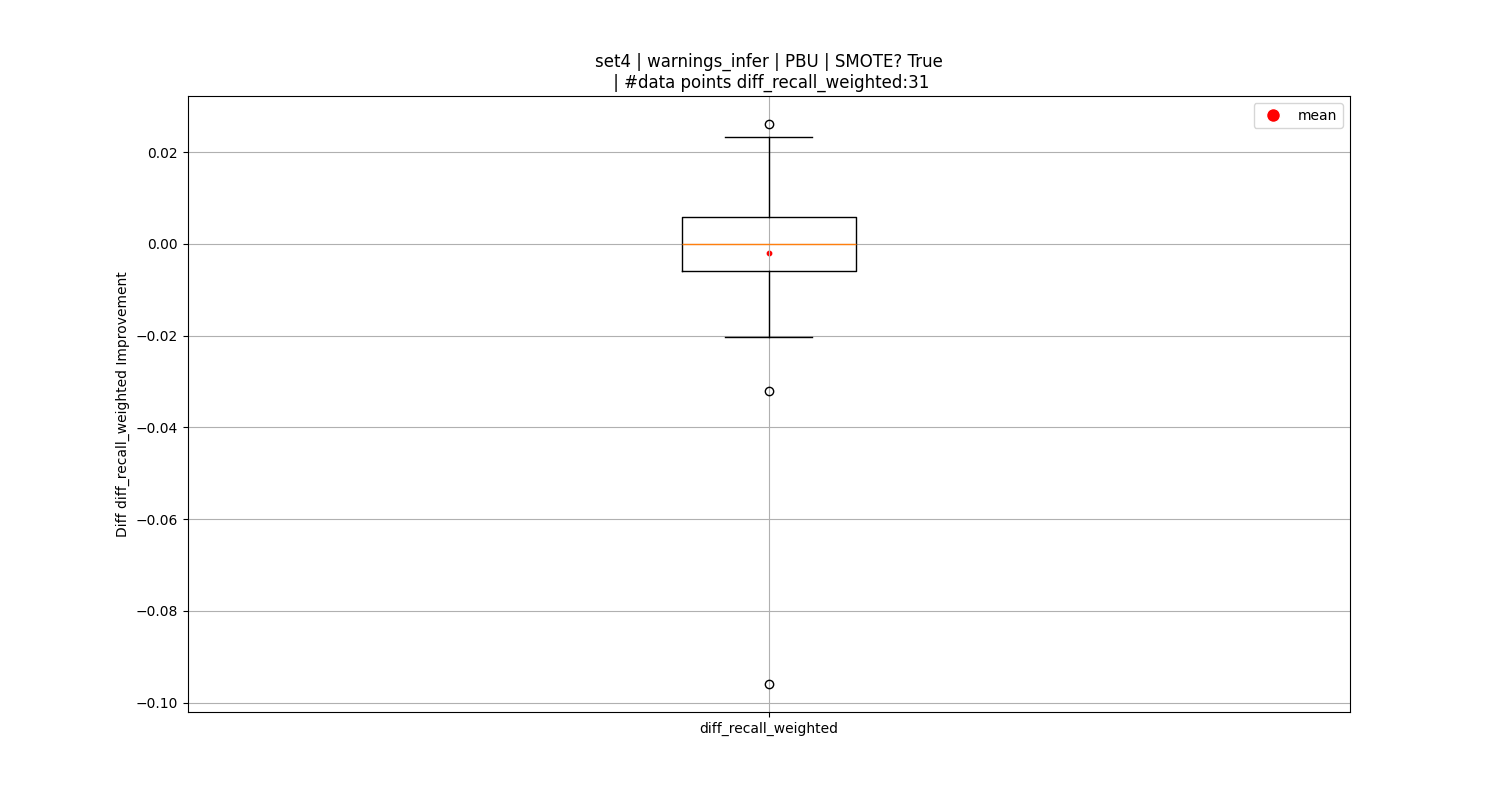 set4 | warnings_infer | PBU | SMOTE? True
| #data points diff_recall_weighted:31
mean
0.02
0.00
−0.02
−0.04
−0.06
−0.08
−0.10
Diff diff_recall_weighted Improvement
diff_recall_weighted